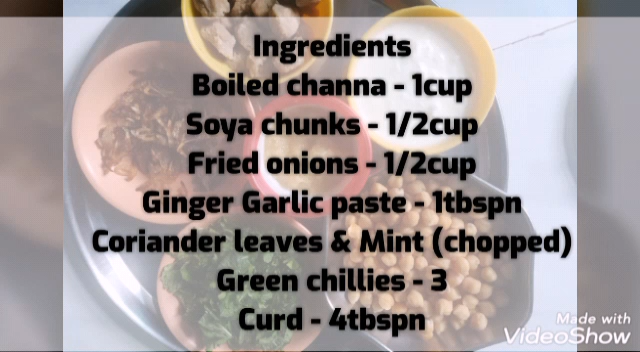 Ingredients
Boiled channa - 1cup
Soya chunks - 1/2cup
Fried onions - 1/2cup
Ginger Garlic paste - 1tbspn
Coriander leaves & Mint (chopped)
Green chillies - 3
Curd - 4tbspn
Made with
VideoShow